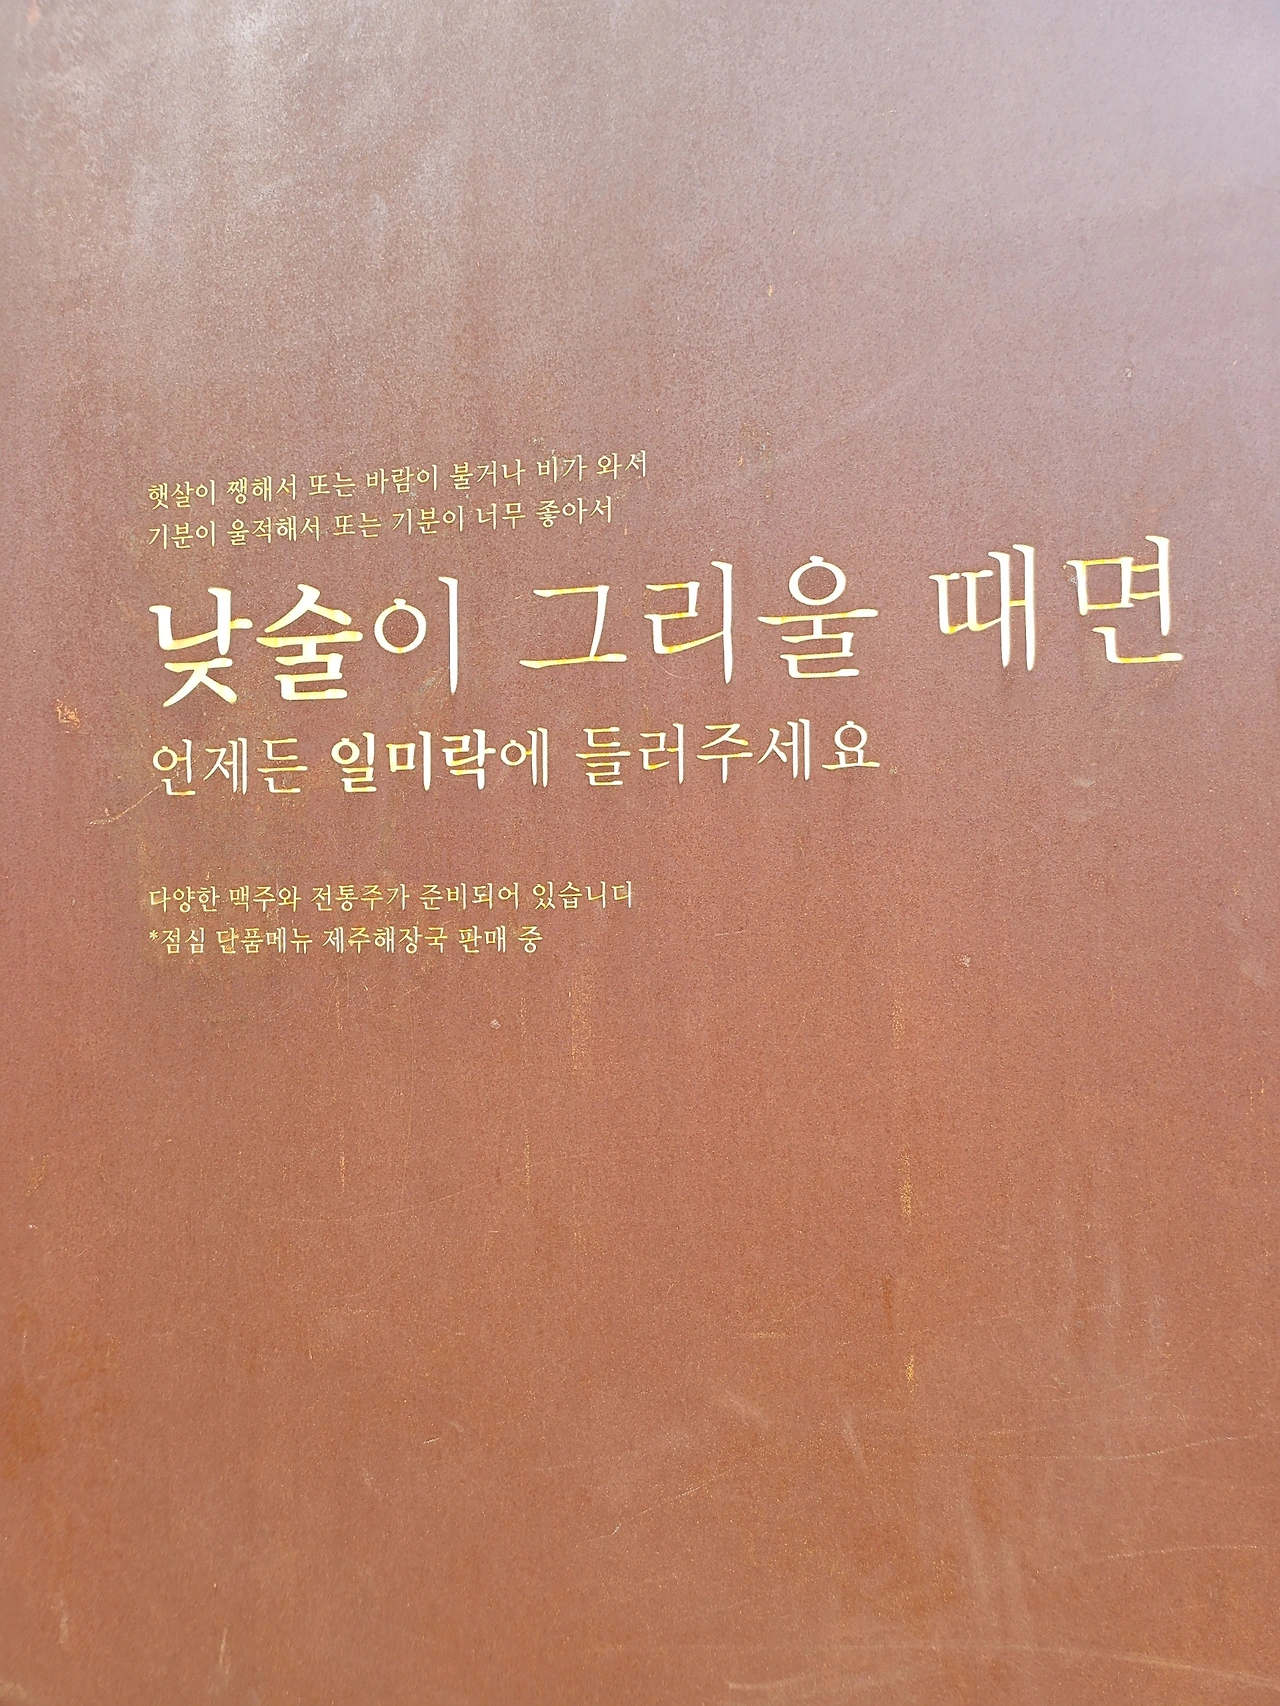 햇살이 쨍해서 또는 바람이 불거나 비가 와서
기분이 울적해서 또는 기분이 너무 좋아서
낮술이 그리울 때면
언제든 일미락에 들러주세요
다양한 맥주와 전통주가 준비되어 있습니다
*점심 단품메뉴 제주해장국 판매 중